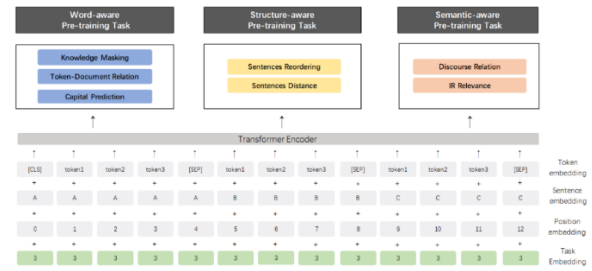 Word-aware
Pre-training Task
Structure-aware
Pre-training Task
Semantic-aware
Pre-training Task
Knowledge Masking
Token-Document Relation
Capital Prediction
Sentences Reordering
Sentences Distance
Discourse Relation
IR Relevance
Transformer Encoder
[CLS] token1 token2 token3 [SEP] token1 token2 token3 [SEP] token1 token2 token3 [SEP]
Token
embedding
+ + + + + + + + + + + + +
A A A A A B B B B C C C C
Sentence
embedding
+ + + + + + + + + + + + +
0 1 2 3 4 5 6 7 8 9 10 11 12
Position
embedding
+ + + + + + + + + + + + +
3 3 3 3 3 3 3 3 3 3 3 3 3
Task
Embedding